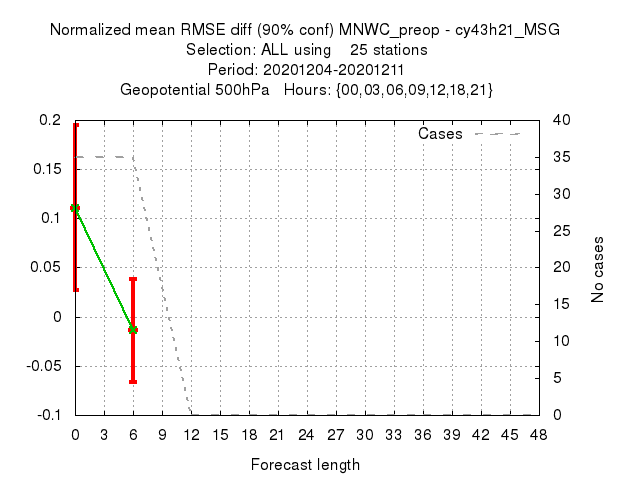 Normalized mean RMSE diff (90% conf) MNWC_preop - cy43h21_MSG
Selection: ALL using    25 stations
Period: 20201204-20201211
Geopotential 500hPa   Hours: {00,03,06,09,12,18,21}
Cases
0.2
0.15
0.1
0.05
0
-0.05
-0.1
40
35
30
25
20
15
10
5
0
No cases
0 3 6 9 12 15 18 21 24 27 30 33 36 39 42 45 48
Forecast length